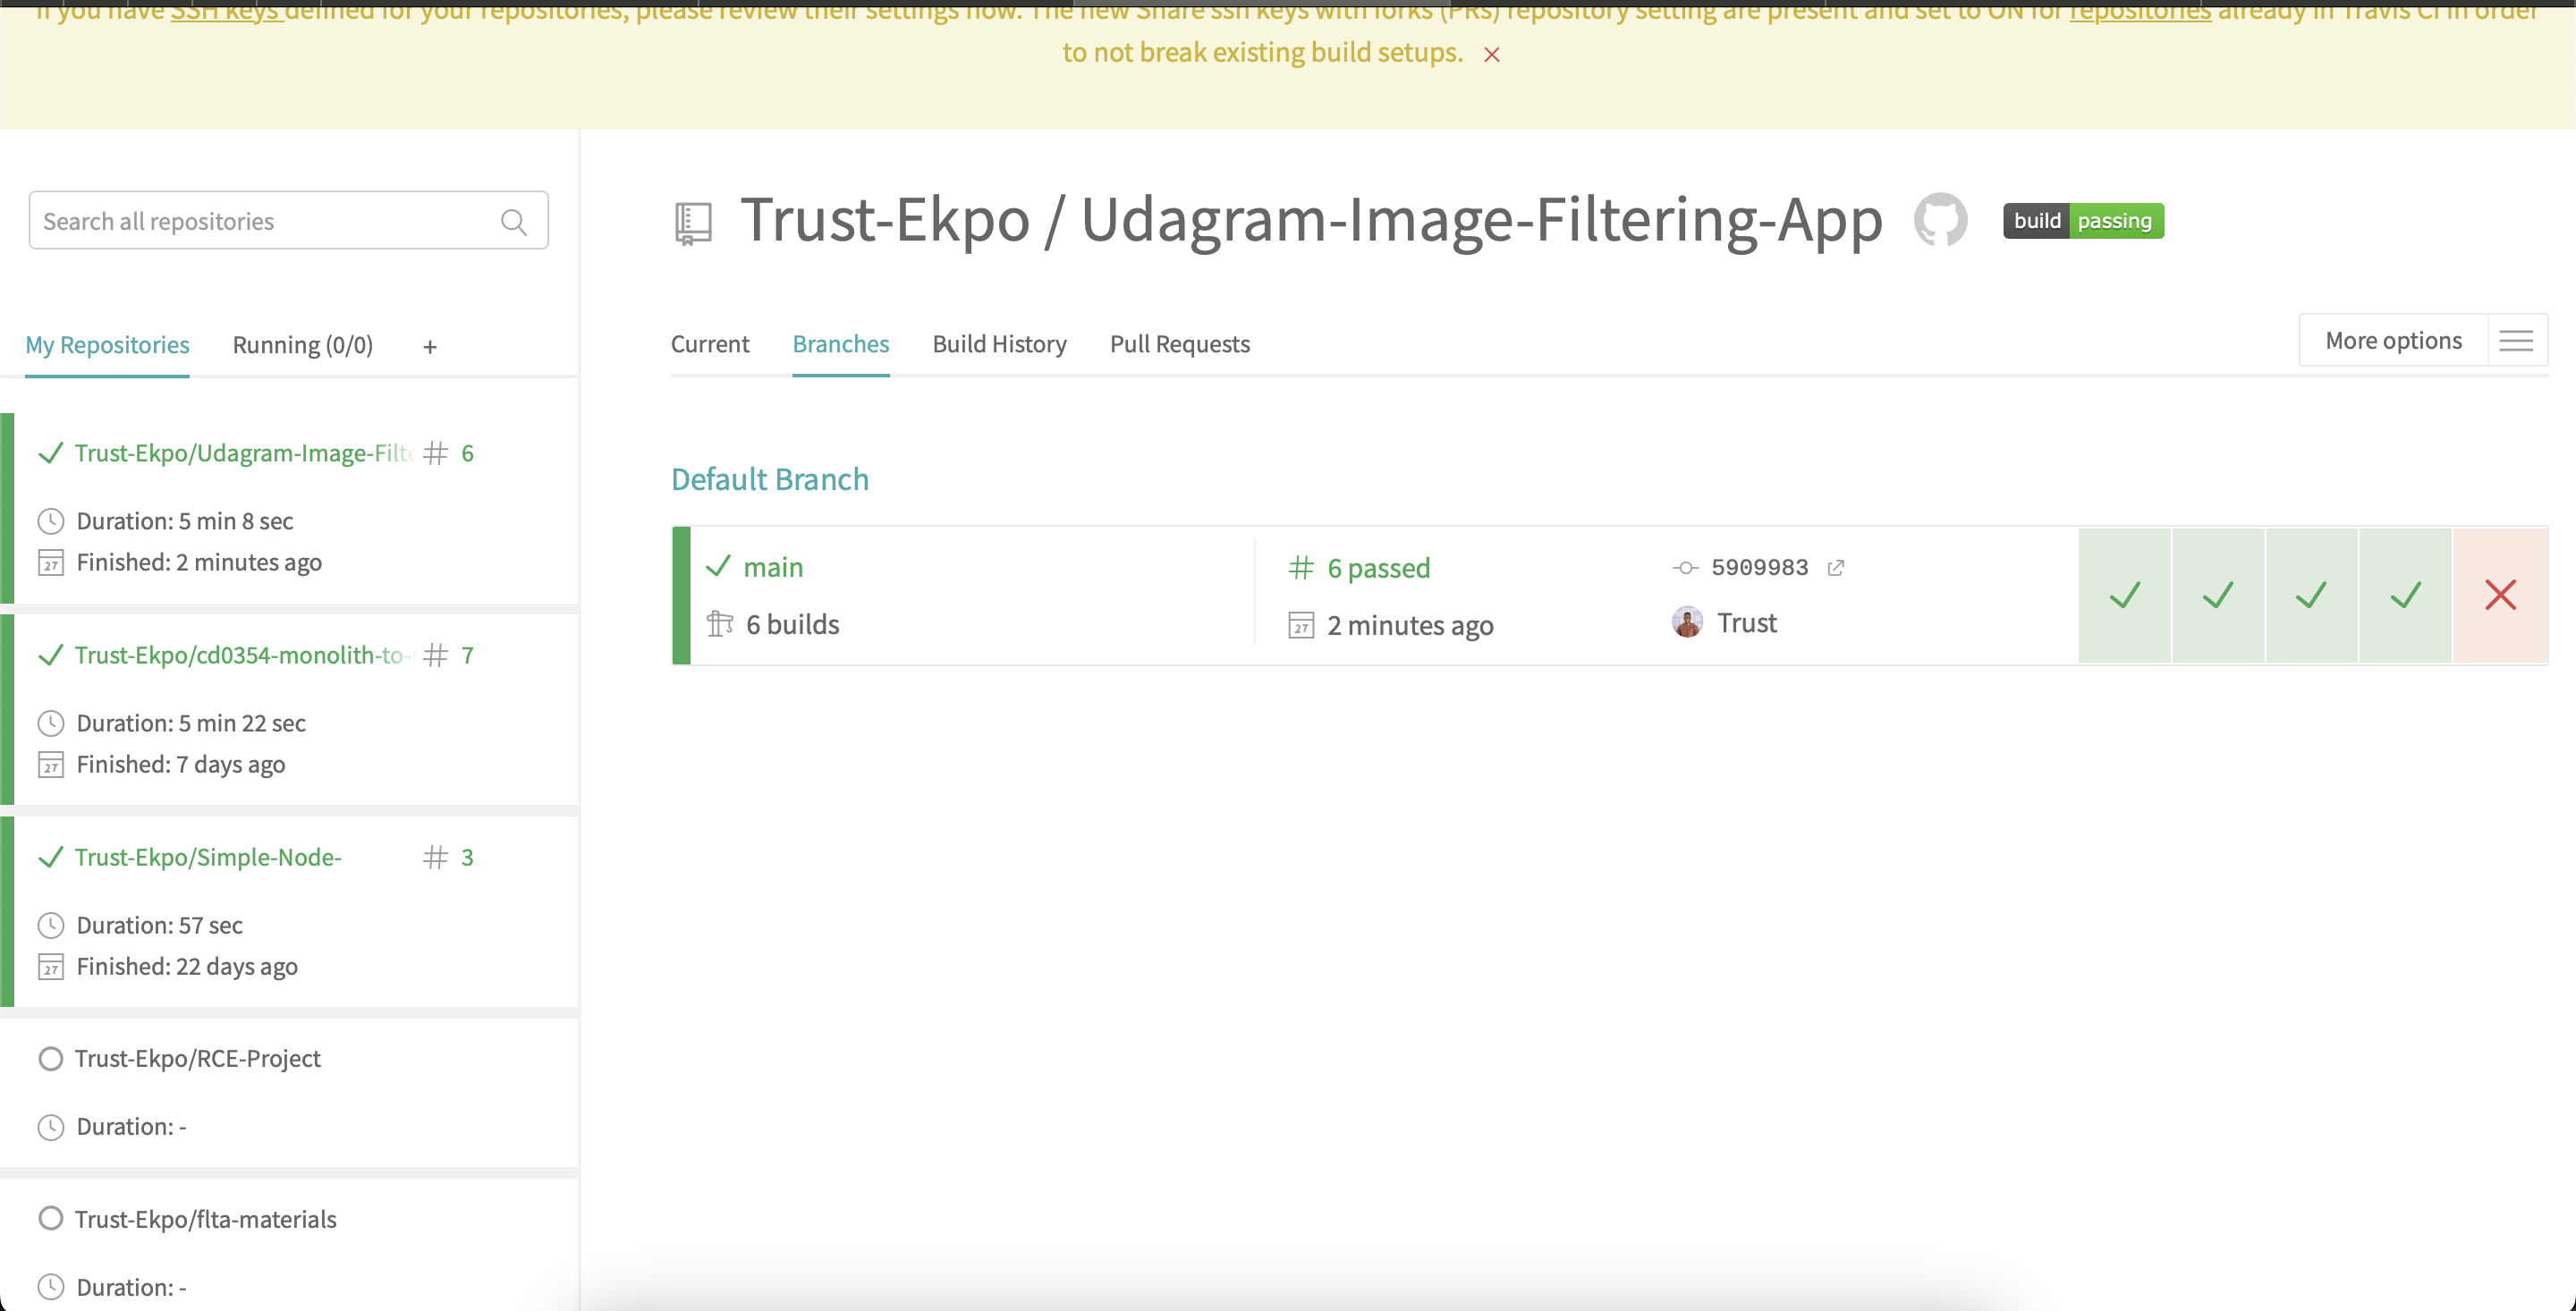 If you have SSH keys defined for your repositories, please review their settings now. The new Share ssh keys with forks (PRs) repository setting are present and set to ON for repositories already in Travis CI in order
to not break existing build setups.
Search all repositories
My Repositories Running (0/0) +
Trust-Ekpo/Udagram-Image-Filte # 6
Duration: 5 min 8 sec
27 Finished: 2 minutes ago
Trust-Ekpo/cd0354-monolith-to- # 7
Duration: 5 min 22 sec
27 Finished: 7 days ago
Trust-Ekpo/Simple-Node- # 3
Duration: 57 sec
27 Finished: 22 days ago
Trust-Ekpo/RCE-Project
Duration: -
Trust-Ekpo/flta-materials
Duration: -
Trust-Ekpo / Udagram-Image-Filtering-App build passing
Current Branches Build History Pull Requests More options
Default Branch
main # 6 passed 5909983
6 builds 27 2 minutes ago Trust